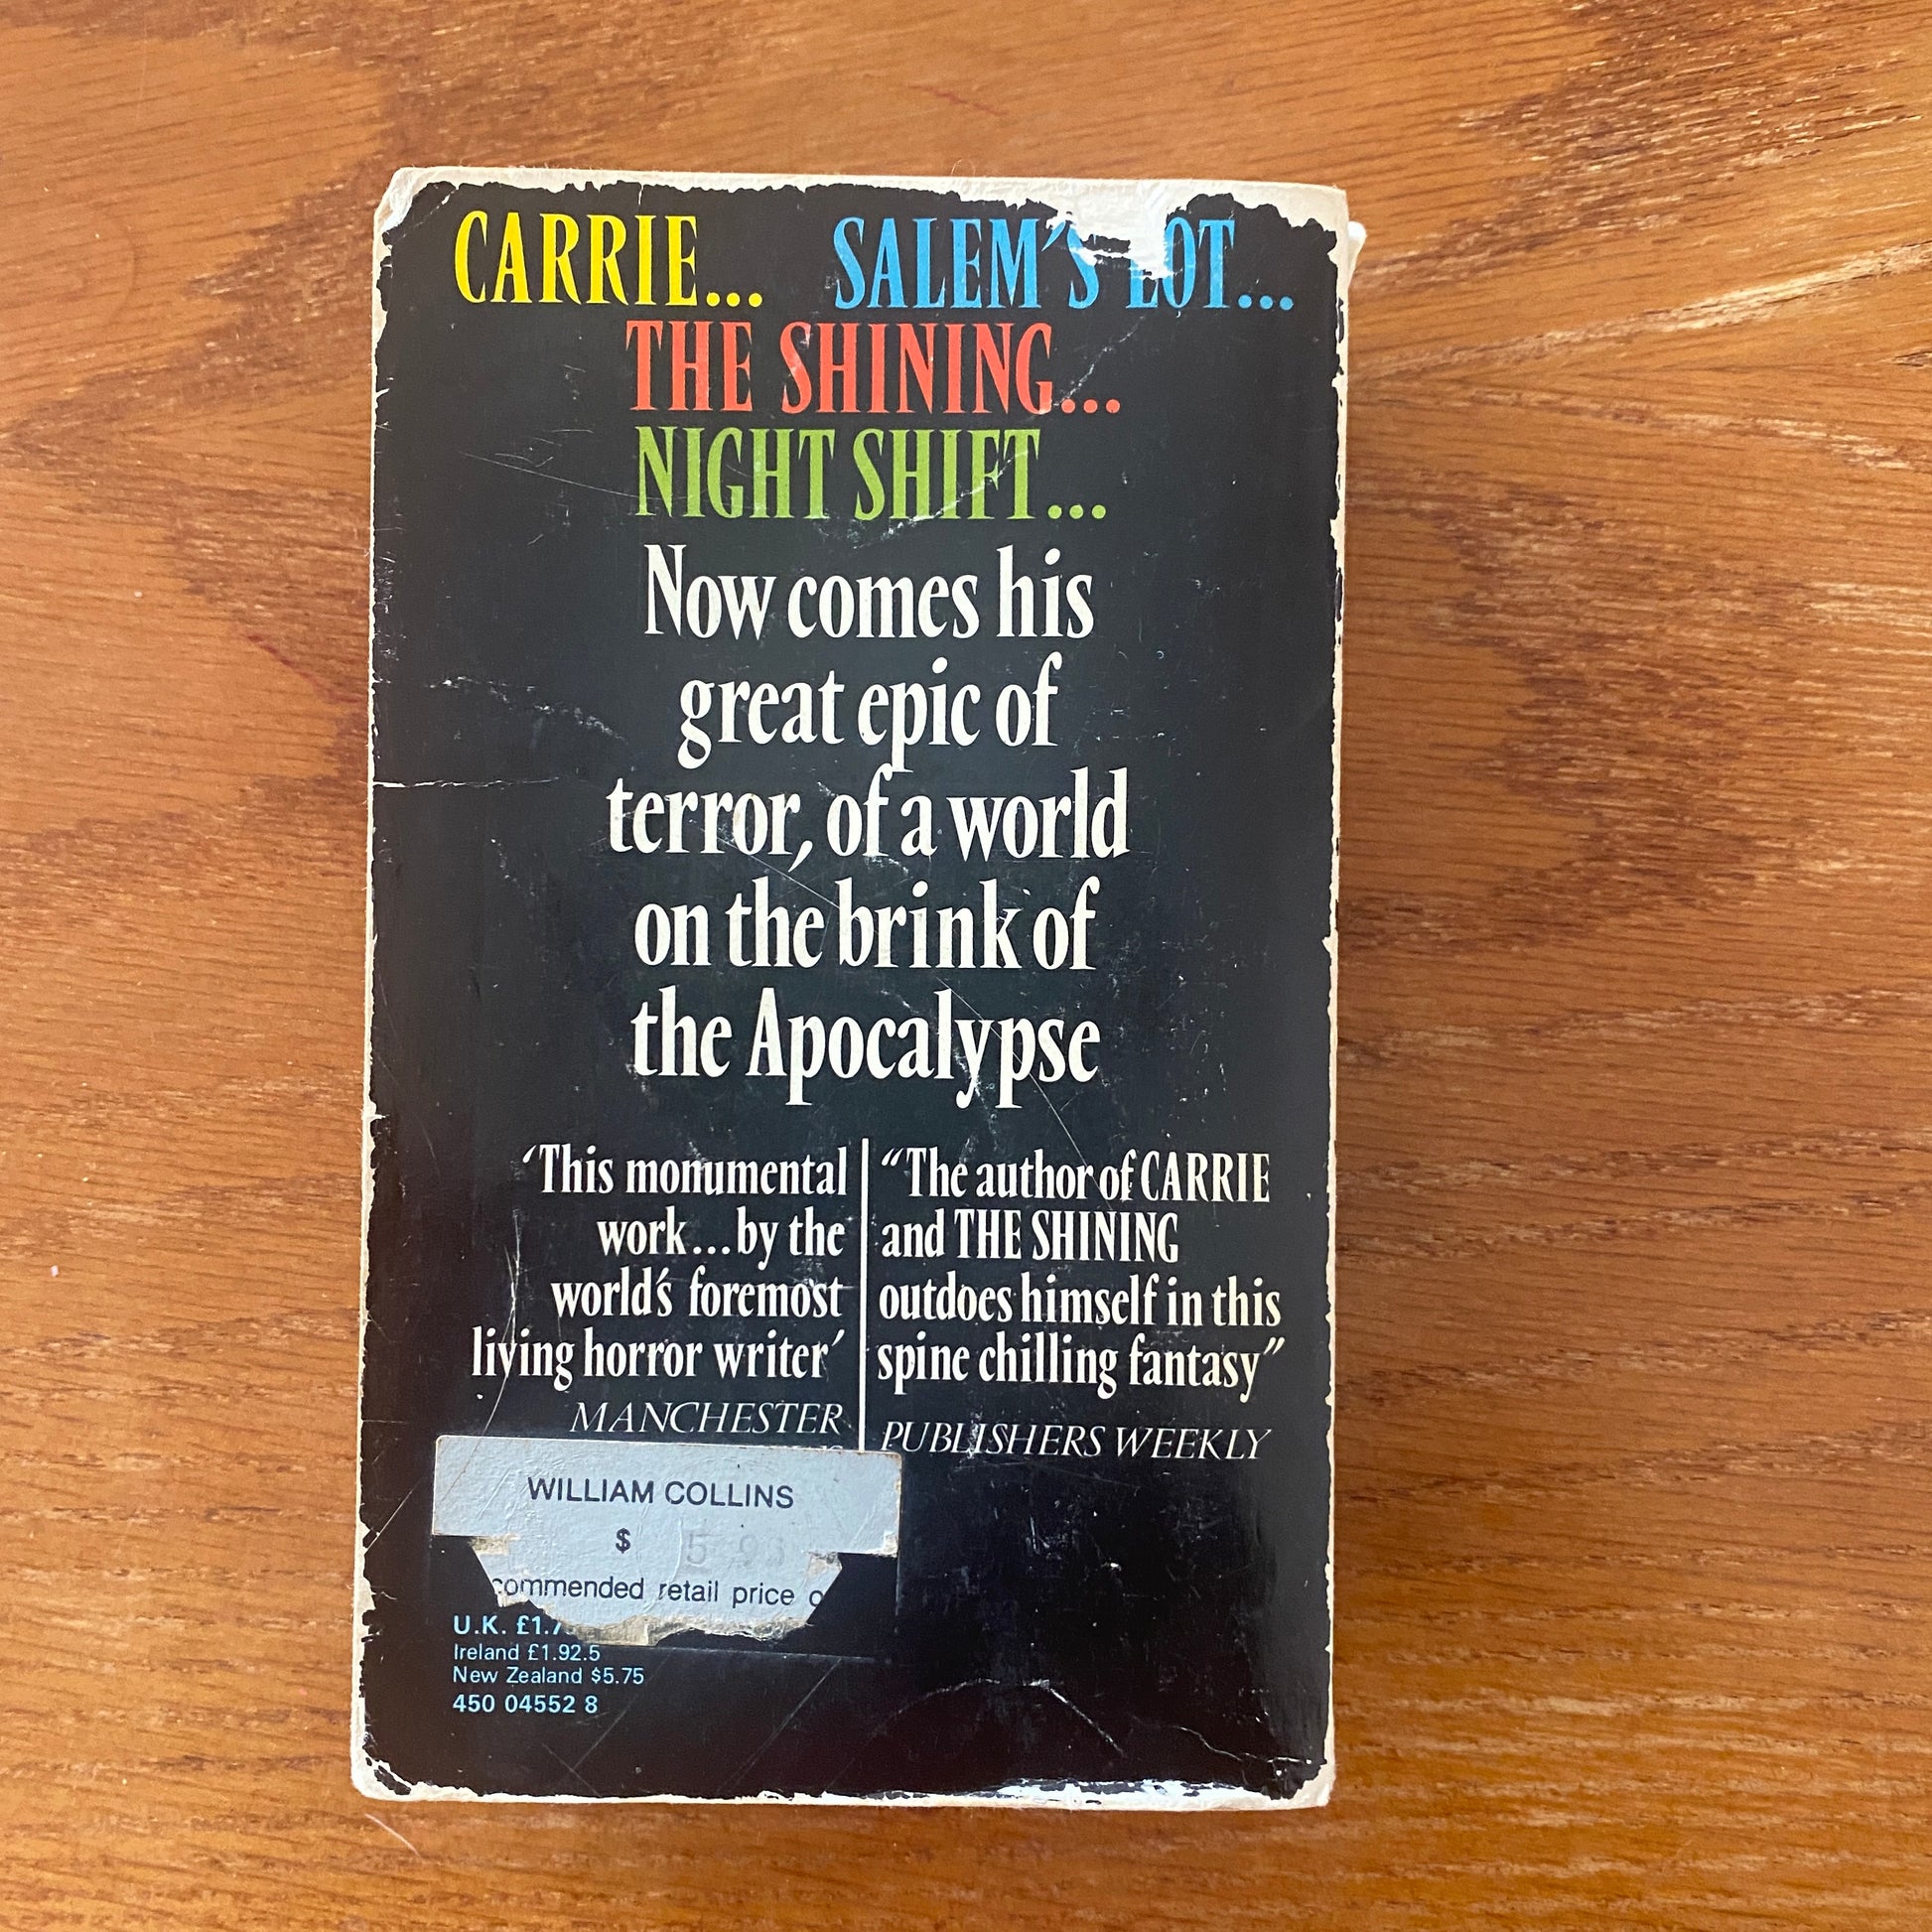 CARRIE... SALEM'S LOT...
THE SHINING...
NIGHT SHIFT...
Now comes his
great epic of
terror, of a world
on the brink of
the Apocalypse
‘This monumental
work...by the
world's foremost
living horror writer’
MANCHESTER
“The author of CARRIE
and THE SHINING
outdoes himself in this
spine chilling fantasy”
PUBLISHERS WEEKLY
WILLIAM COLLINS
$
retail price
U.K.
Ireland £1.92.5
New Zealand $5.75
450 04552 8